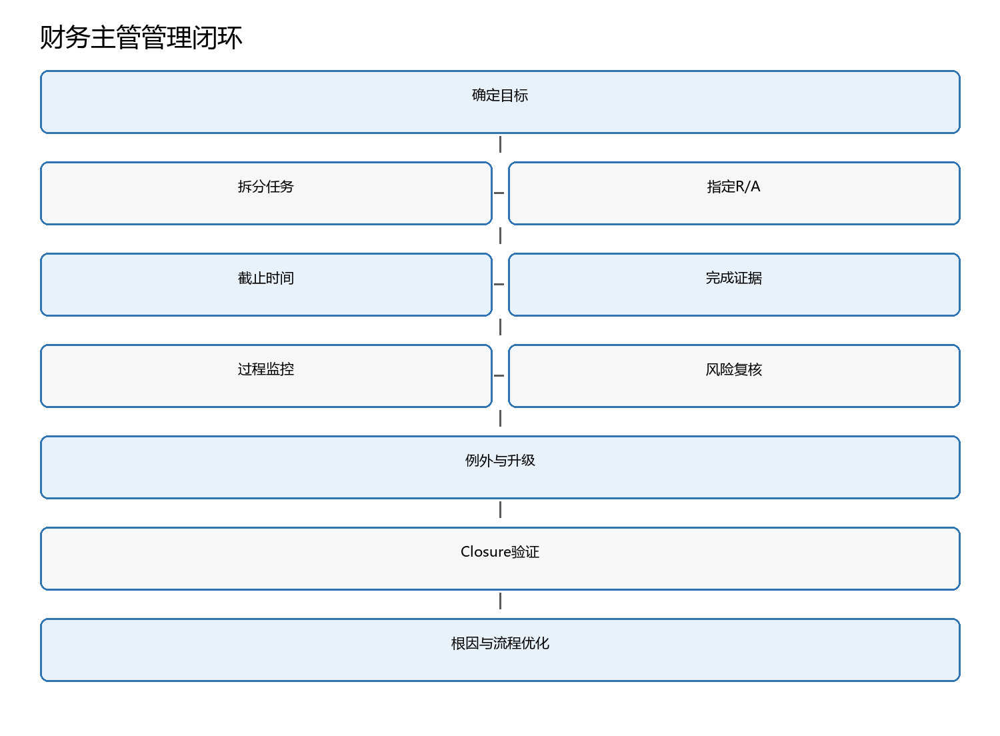 财务主管管理闭环
确定目标
拆分任务
指定R/A
截止时间
完成证据
过程监控
风险复核
例外与升级
Closure验证
根因与流程优化